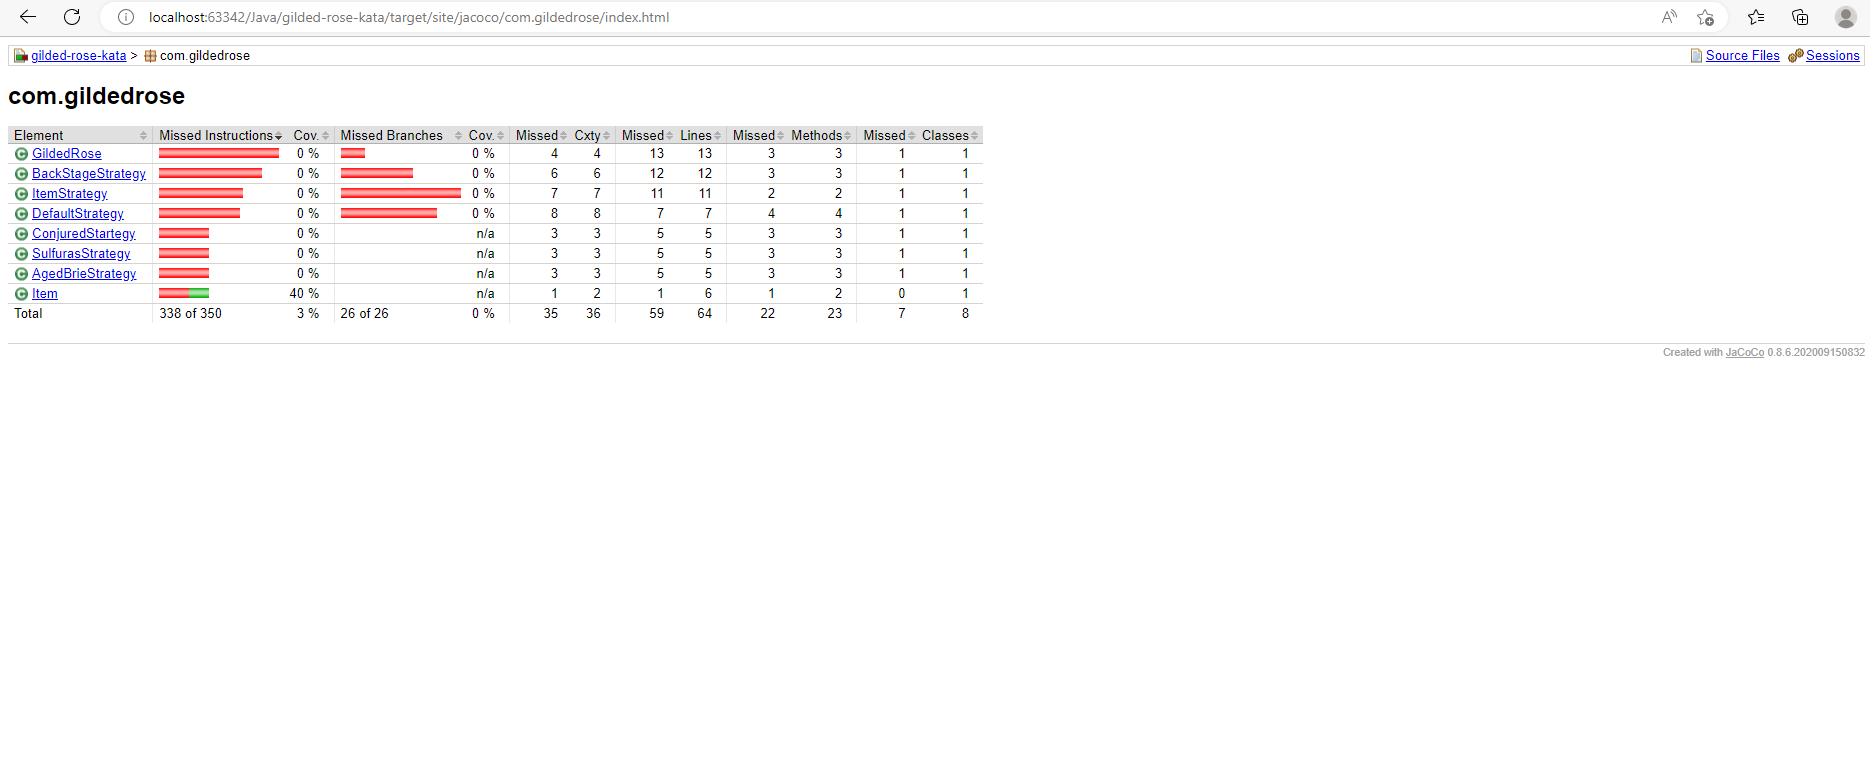 localhost:63342/Java/gilded-rose-kata/target/site/jacoco/com.gildedrose/index.html
gilded-rose-kata > com.gildedrose Source Files Sessions
com.gildedrose
Element Missed Instructions Cov. Missed Branches Cov. Missed Cxty Missed Lines Missed Methods Missed Classes
GildedRose 0 % 0 % 4 4 13 13 3 3 1 1
BackStageStrategy 0 % 0 % 6 6 12 12 3 3 1 1
ItemStrategy 0 % 0 % 7 7 11 11 2 2 1 1
DefaultStrategy 0 % 0 % 8 8 7 7 4 4 1 1
ConjuredStartegy 0 % n/a 3 3 5 5 3 3 1 1
SulfurasStrategy 0 % n/a 3 3 5 5 3 3 1 1
AgedBrieStrategy 0 % n/a 3 3 5 5 3 3 1 1
Item 40 % n/a 1 2 1 6 1 2 0 1
Total 338 of 350 3 % 26 of 26 0 % 35 36 59 64 22 23 7 8
Created with JaCoCo 0.8.6.202009150832